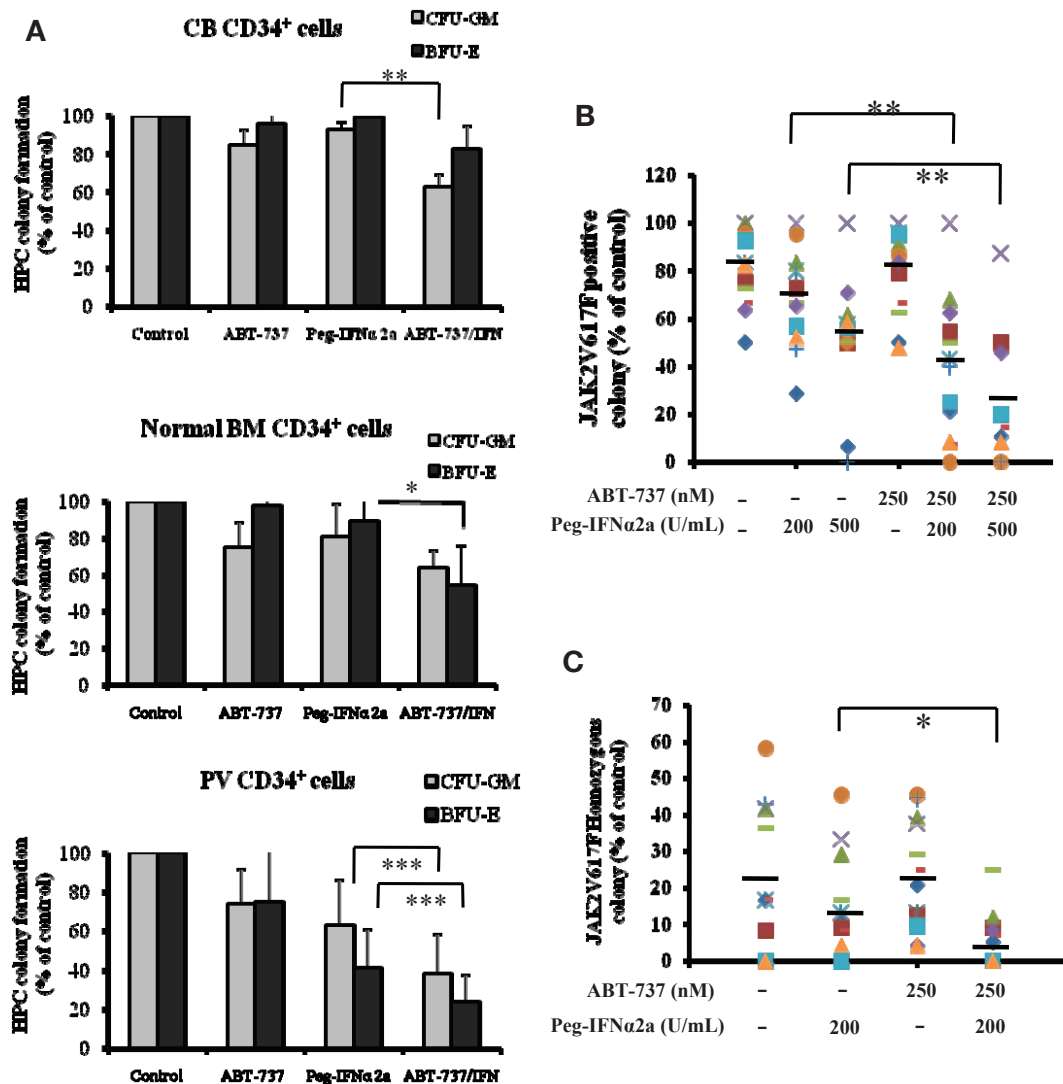 A
CB CD34+ cells
CFU-GM
BFU-E
**
HPC colony formation
(% of control)
100
80
60
40
20
0
Control ABT-737 Peg-IFNα2a ABT-737/IFN
Normal BM CD34+ cells
CFU-GM
BFU-E
*
HPC colony formation
(% of control)
100
80
60
40
20
0
Control ABT-737 Peg-IFNα2a ABT-737/IFN
PV CD34+ cells
CFU-GM
BFU-E
***
***
HPC colony formation
(% of control)
100
80
60
40
20
0
Control ABT-737 Peg-IFNα2a ABT-737/IFN
B
**
**
JAK2V617Fpositive
colony (% of control)
120
100
80
60
40
20
0
ABT-737 (nM) – – – 250 250 250
Peg-IFNα2a (U/mL) – 200 500 – 200 500
C
*
JAK2V617FHomozygous
colony (% of control)
70
60
50
40
30
20
10
0
ABT-737 (nM) – – 250 250
Peg-IFNα2a (U/mL) – 200 – 200